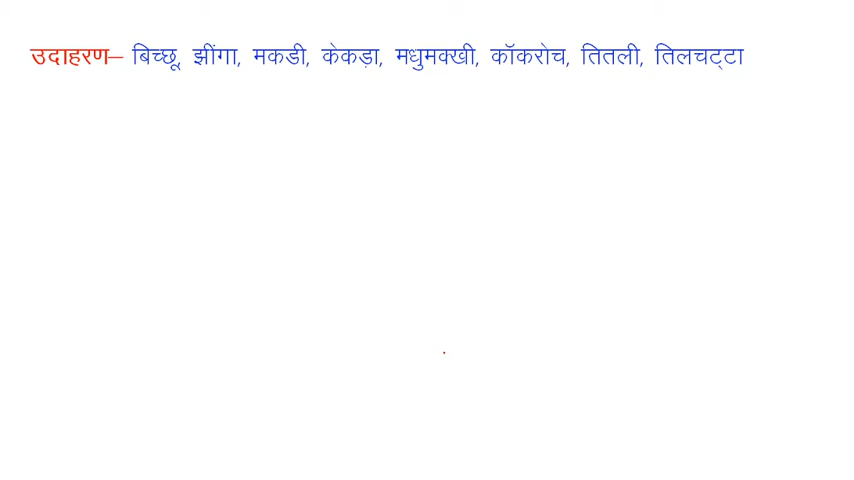 उदाहरण– बिच्छू, झींगा, मकडी, केकड़ा, मधुमक्खी, कॉकरोच, तितली, तिलचट्टा